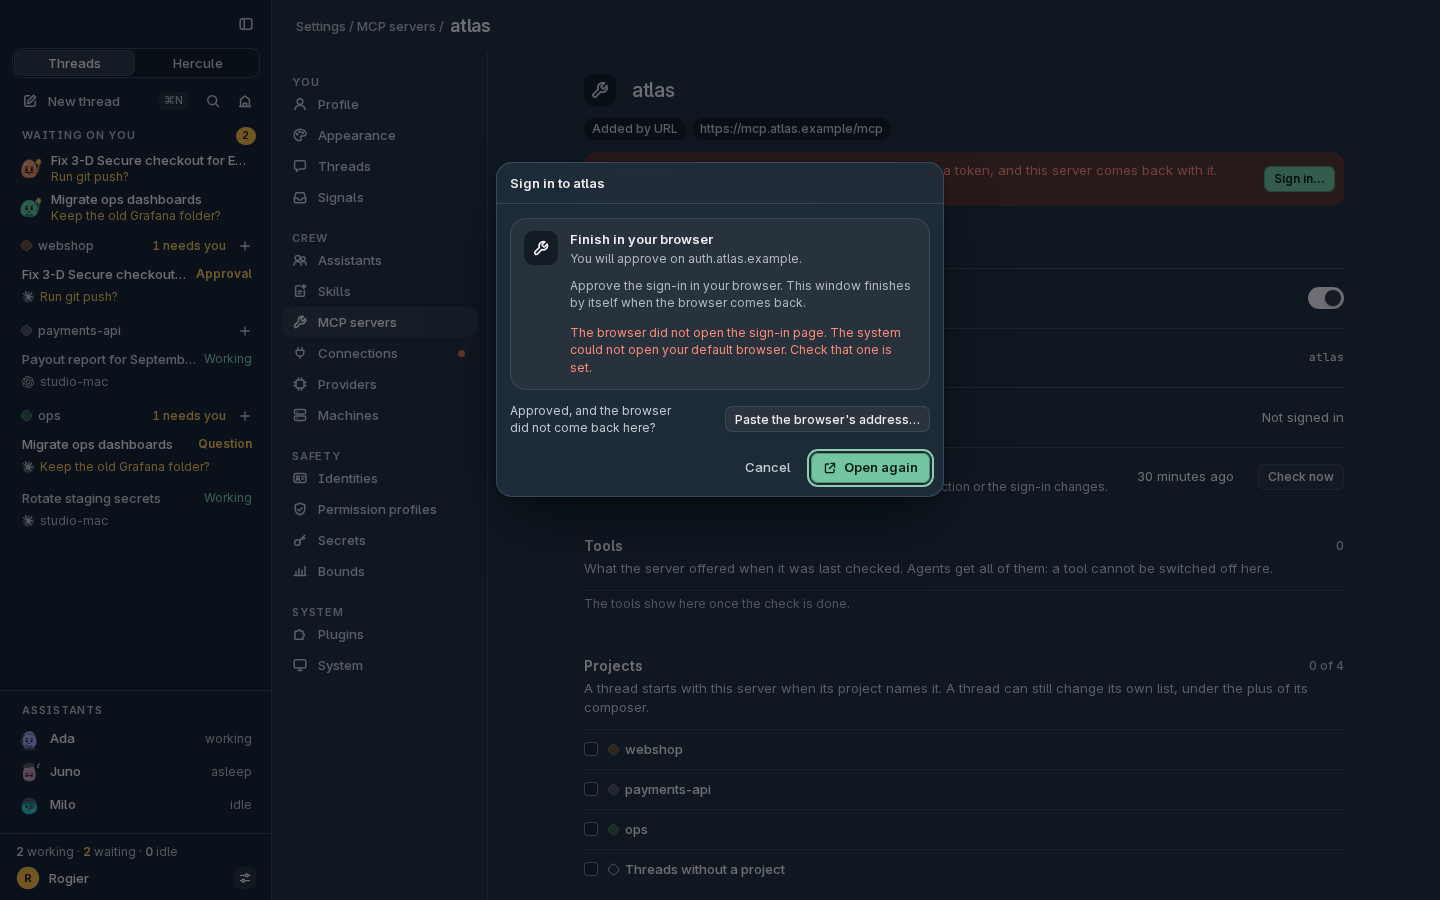 Settings / MCP servers / atlas
Threads
Hercule
New thread
⌘N
WAITING ON YOU
2
Fix 3-D Secure checkout for E…
Run git push?
Migrate ops dashboards
Keep the old Grafana folder?
webshop
1 needs you
Fix 3-D Secure checkout…
Approval
Run git push?
payments-api
Payout report for Septemb…
Working
studio-mac
ops
1 needs you
Migrate ops dashboards
Question
Keep the old Grafana folder?
Rotate staging secrets
Working
studio-mac
ASSISTANTS
Ada
working
Juno
asleep
Milo
idle
2 working · 2 waiting · 0 idle
R
Rogier
YOU
Profile
Appearance
Threads
Signals
CREW
Assistants
Skills
MCP servers
Connections
Providers
Machines
SAFETY
Identities
Permission profiles
Secrets
Bounds
SYSTEM
Plugins
System
atlas
Added by URL
https://mcp.atlas.example/mcp
a token, and this server comes back with it.
Sign in…
Sign in to atlas
Finish in your browser
You will approve on auth.atlas.example.
Approve the sign-in in your browser. This window finishes
by itself when the browser comes back.
The browser did not open the sign-in page. The system
could not open your default browser. Check that one is
set.
Approved, and the browser
did not come back here?
Paste the browser's address…
Cancel
Open again
atlas
Not signed in
ction or the sign-in changes.
30 minutes ago
Check now
Tools
0
What the server offered when it was last checked. Agents get all of them: a tool cannot be switched off here.
The tools show here once the check is done.
Projects
0 of 4
A thread starts with this server when its project names it. A thread can still change its own list, under the plus of its
composer.
webshop
payments-api
ops
Threads without a project